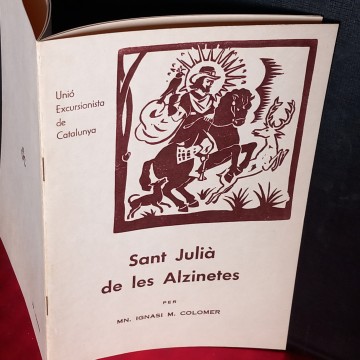 Unió
Excursionista
de
Catalunya
Sant Julià
de les Alzinetes
PER
MN. IGNASI M. COLOMER